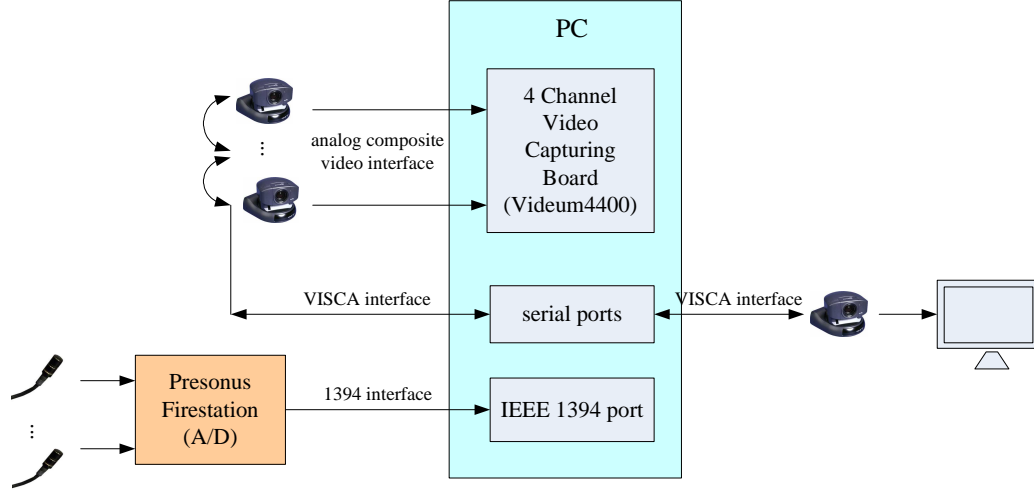 PC
4 Channel
Video
Capturing
Board
(Videum4400)
...
analog composite
video interface
VISCA interface
serial ports
VISCA interface
Presonus
Firestation
(A/D)
1394 interface
IEEE 1394 port
...